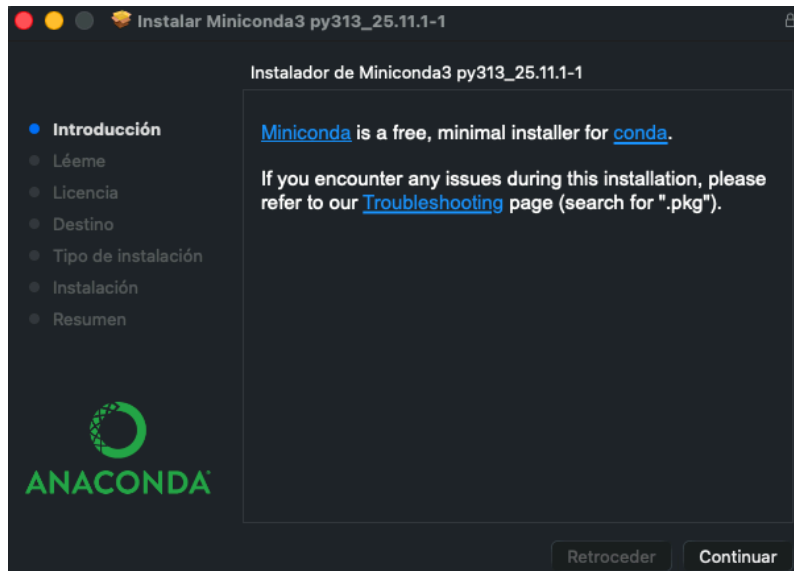 Instalar Miniconda3 py313_25.11.1-1
Instalador de Miniconda3 py313_25.11.1-1
Introducción
Léeme
Licencia
Destino
Tipo de instalación
Instalación
Resumen
ANACONDA
Miniconda is a free, minimal installer for conda.
If you encounter any issues during this installation, please
refer to our Troubleshooting page (search for ".pkg").
Retroceder
Continuar